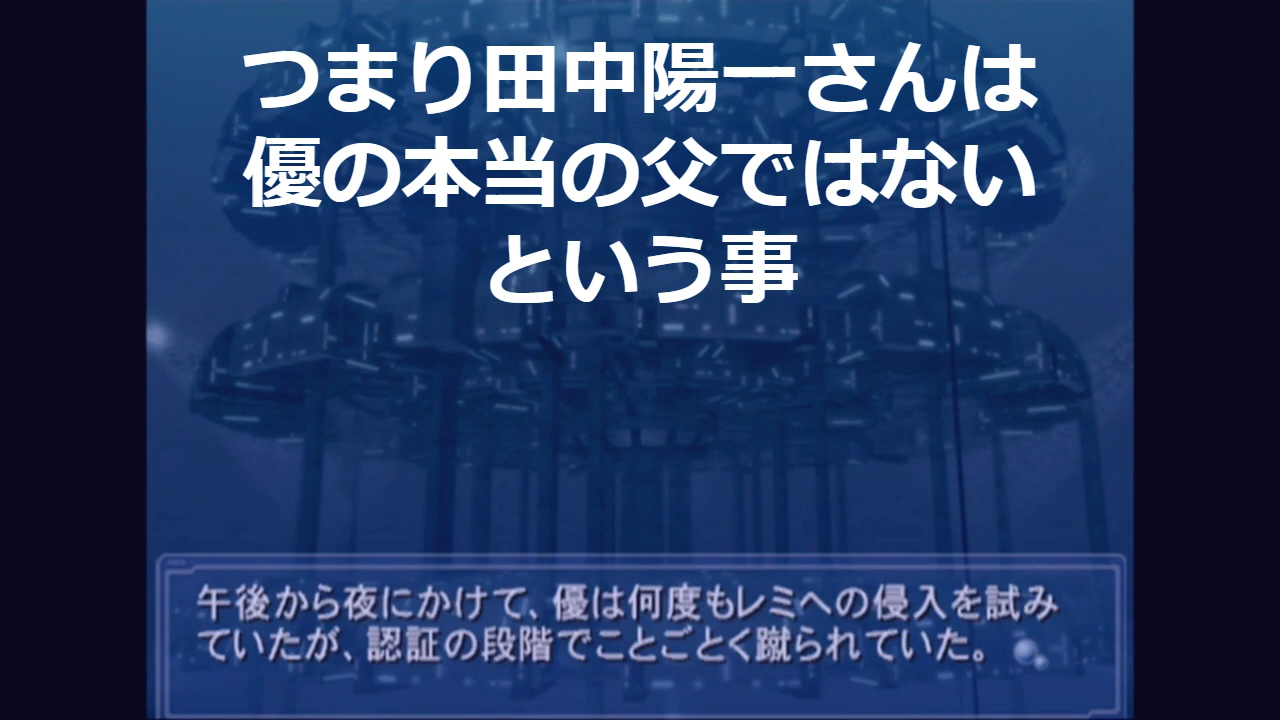 つまり田中陽一さんは
優の本当の父ではない
という事
午後から夜にかけて、優は何度もレミへの侵入を試み
ていたが、認証の段階でことごとく蹴られていた。